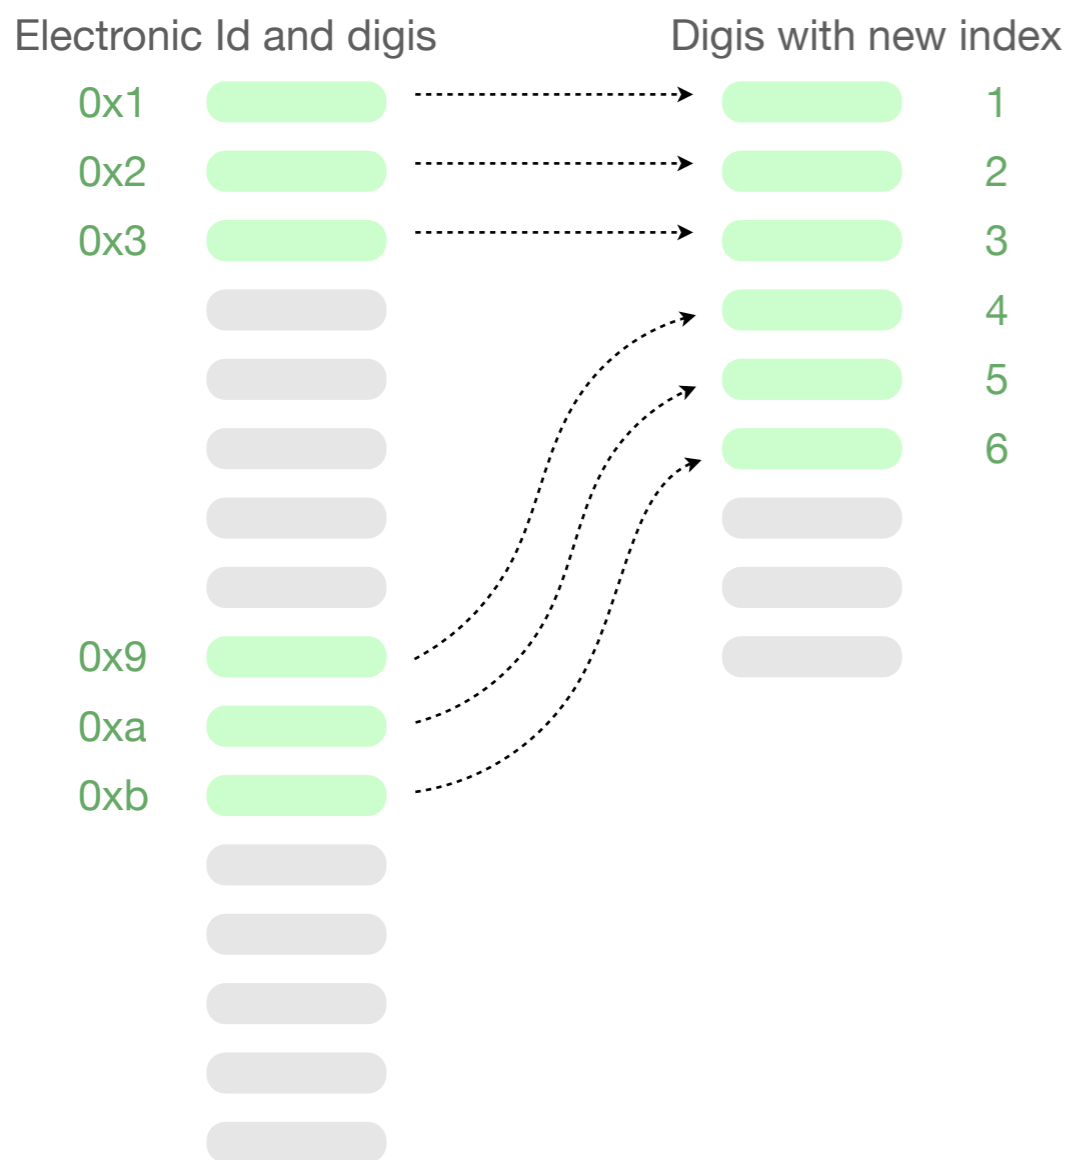 Electronic Id and digis
Digis with new index
0x1
1
0x2
2
0x3
3
4
5
6
0x9
0xa
0xb